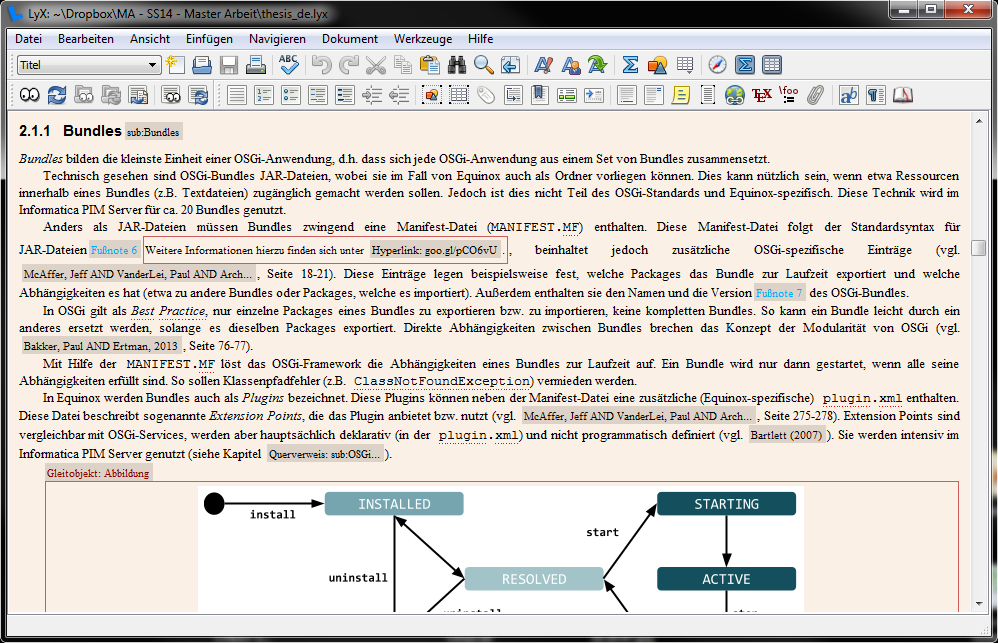 LyX: ~\Dropbox\MA - SS14 - Master Arbeit\thesis_de.lyx
Datei Bearbeiten Ansicht Einfügen Navigieren Dokument Werkzeuge Hilfe
Titel
ABC
TEX \foo
ab
2.1.1 Bundles sub:Bundles
Bundles bilden die kleinste Einheit einer OSGi-Anwendung, d.h. dass sich jede OSGi-Anwendung aus einem Set von Bundles zusammensetzt.
Technisch gesehen sind OSGi-Bundles JAR-Dateien, wobei sie im Fall von Equinox auch als Ordner vorliegen können. Dies kann nützlich sein, wenn etwa Ressourcen
innerhalb eines Bundles (z.B. Textdateien) zugänglich gemacht werden sollen. Jedoch ist dies nicht Teil des OSGi-Standards und Equinox-spezifisch. Diese Technik wird im
Informatica PIM Server für ca. 20 Bundles genutzt.
Anders als JAR-Dateien müssen Bundles zwingend eine Manifest-Datei (MANIFEST.MF) enthalten. Diese Manifest-Datei folgt der Standardsyntax für
JAR-Dateien Fußnote 6 Weitere Informationen hierzu finden sich unter Hyperlink: goo.gl/pCO6vU . , beinhaltet jedoch zusätzliche OSGi-spezifische Einträge (vgl.
McAffer, Jeff AND VanderLei, Paul AND Arch... , Seite 18-21). Diese Einträge legen beispielsweise fest, welche Packages das Bundle zur Laufzeit exportiert und welche
Abhängigkeiten es hat (etwa zu andere Bundles oder Packages, welche es importiert). Außerdem enthalten sie den Namen und die Version Fußnote 7 des OSGi-Bundles.
In OSGi gilt als Best Practice, nur einzelne Packages eines Bundles zu exportieren bzw. zu importieren, keine kompletten Bundles. So kann ein Bundle leicht durch ein
anderes ersetzt werden, solange es dieselben Packages exportiert. Direkte Abhängigkeiten zwischen Bundles brechen das Konzept der Modularität von OSGi (vgl.
Bakker, Paul AND Ertman, 2013 , Seite 76-77).
Mit Hilfe der MANIFEST.MF löst das OSGi-Framework die Abhängigkeiten eines Bundles zur Laufzeit auf. Ein Bundle wird nur dann gestartet, wenn alle seine
Abhängigkeiten erfüllt sind. So sollen Klassenpfadfehler (z.B. ClassNotFoundException) vermieden werden.
In Equinox werden Bundles auch als Plugins bezeichnet. Diese Plugins können neben der Manifest-Datei eine zusätzliche (Equinox-spezifische) plugin.xml enthalten.
Diese Datei beschreibt sogenannte Extension Points, die das Plugin anbietet bzw. nutzt (vgl. McAffer, Jeff AND VanderLei, Paul AND Arch... , Seite 275-278). Extension Points sind
vergleichbar mit OSGi-Services, werden aber hauptsächlich deklarativ (in der plugin.xml) und nicht programmatisch definiert (vgl. Bartlett (2007) ). Sie werden intensiv im
Informatica PIM Server genutzt (siehe Kapitel Querverweis: sub:OSGi... ).
Gleitobjekt: Abbildung
INSTALLED STARTING
install
start
uninstall
RESOLVED ACTIVE